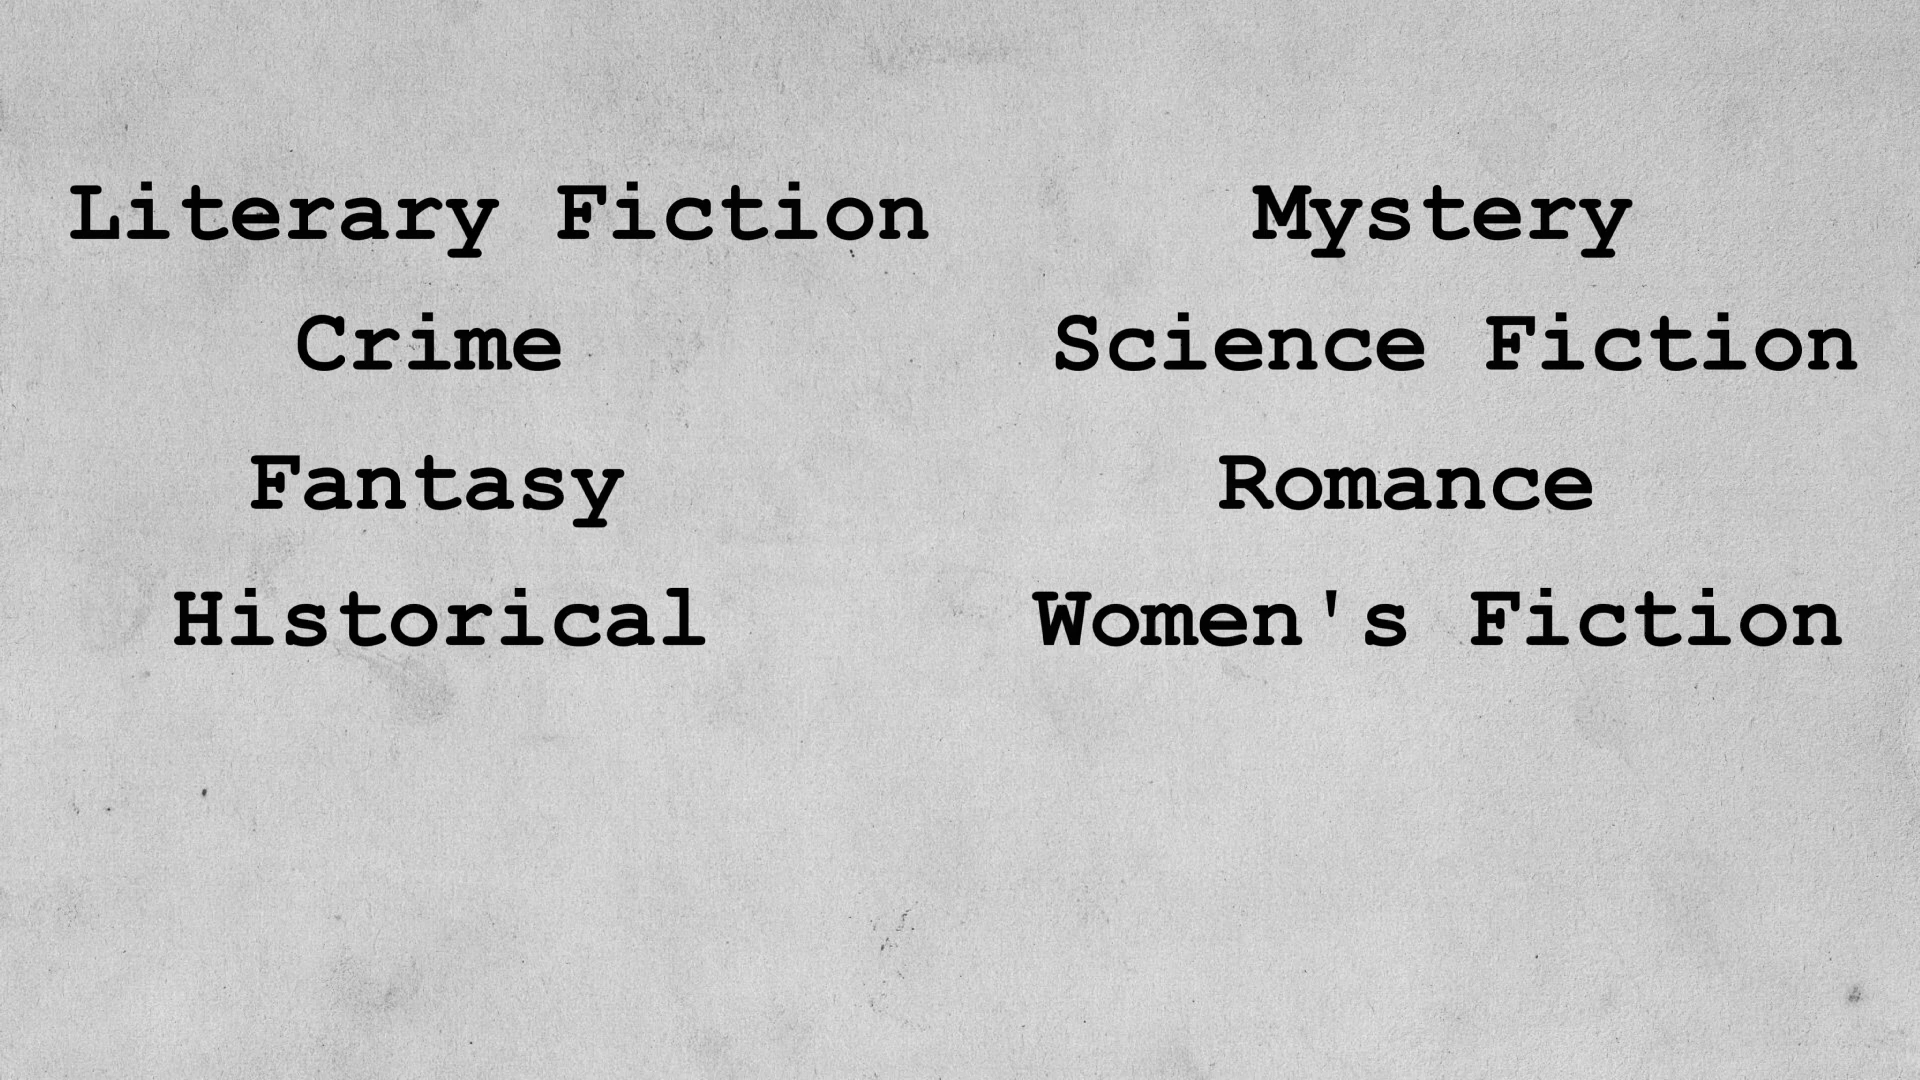 Literary Fiction
Mystery
Crime
Science Fiction
Fantasy
Romance
Historical
Women's Fiction